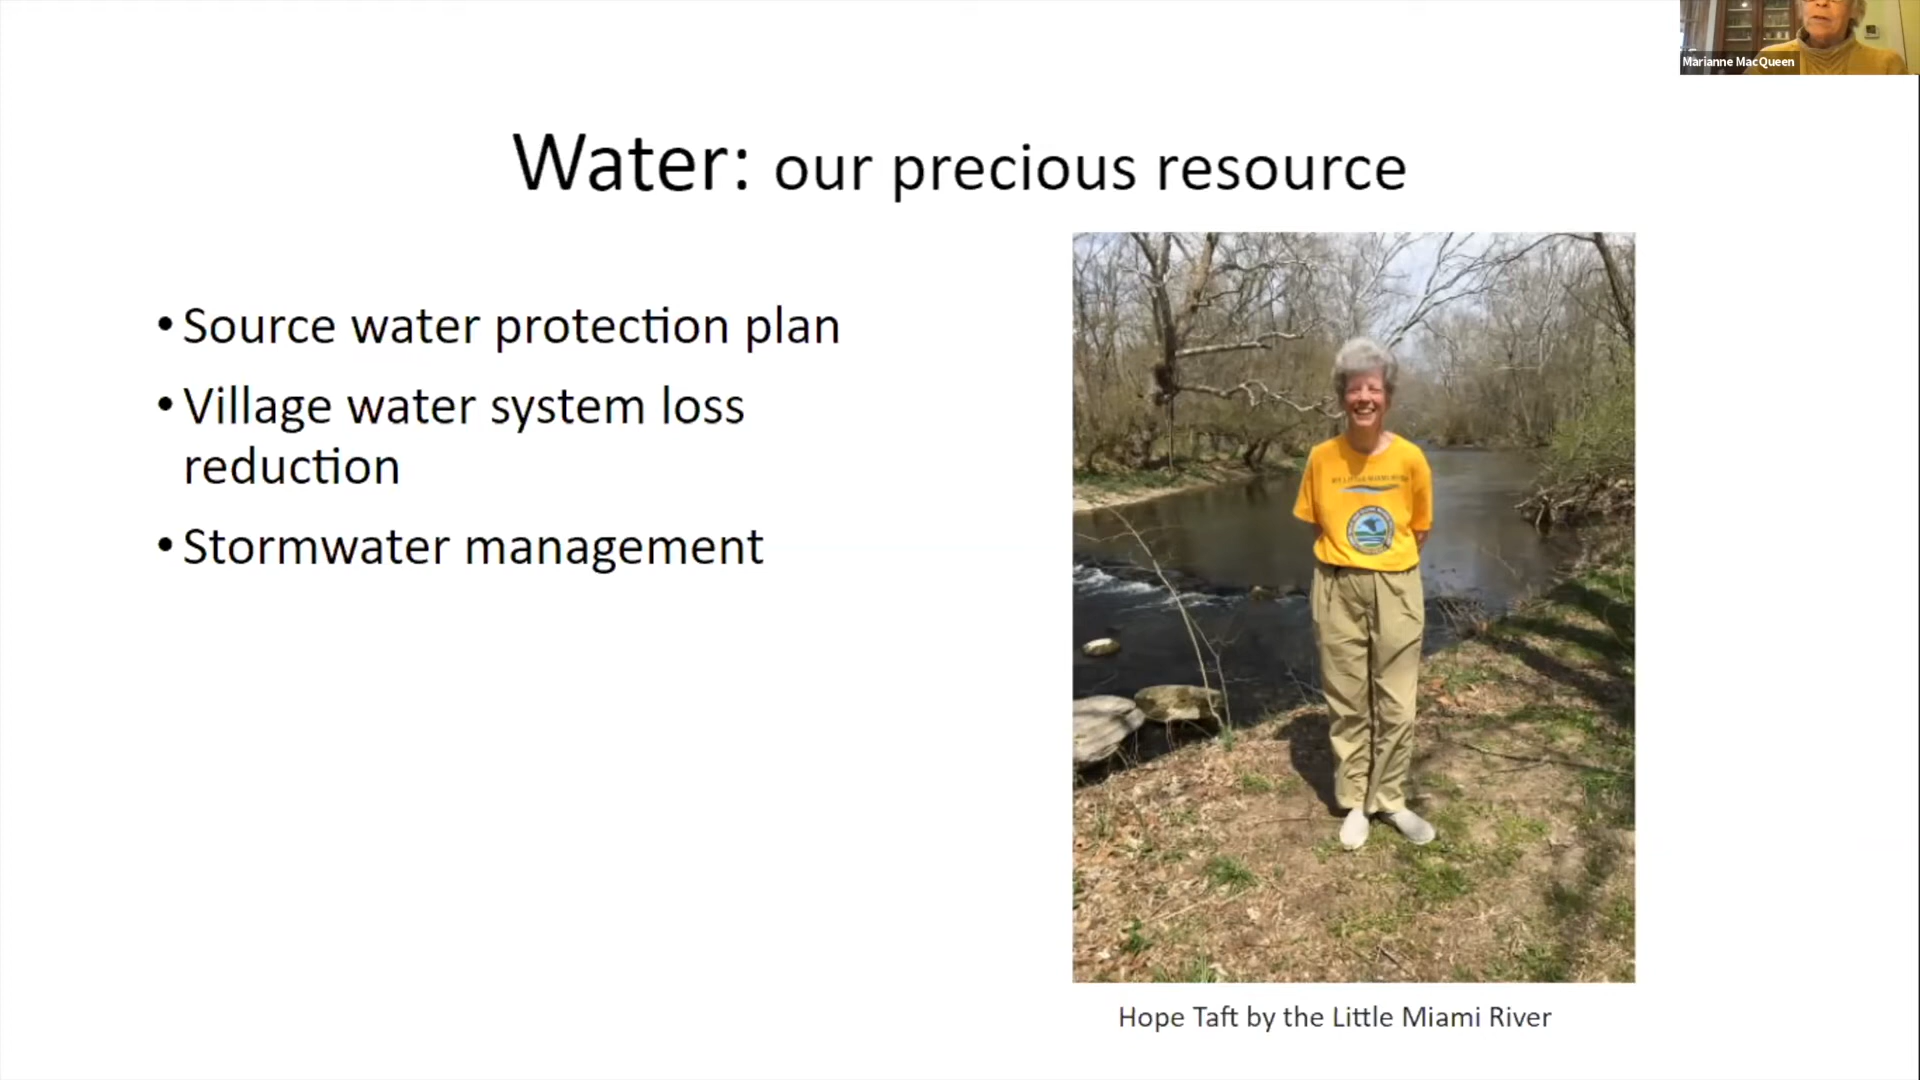 Marianne MacQueen
Water: our precious resource
• Source water protection plan
• Village water system loss
reduction
• Stormwater management
Hope Taft by the Little Miami River